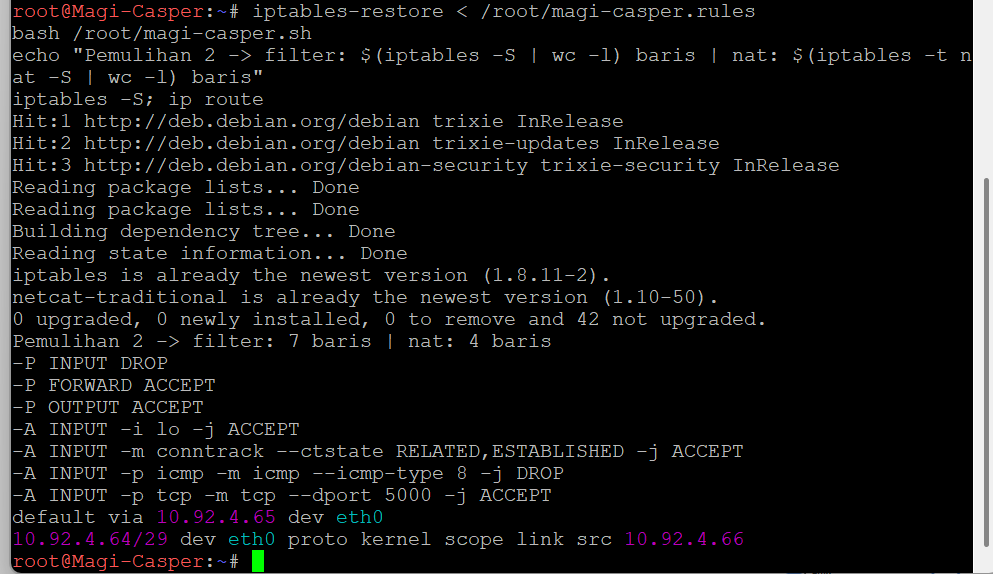 root@Magi-Casper:~# iptables-restore < /root/magi-casper.rules
bash /root/magi-casper.sh
echo "Pemulihan 2 -> filter: $(iptables -S | wc -l) baris | nat: $(iptables -t n
at -S | wc -l) baris"
iptables -S; ip route
Hit:1 http://deb.debian.org/debian trixie InRelease
Hit:2 http://deb.debian.org/debian trixie-updates InRelease
Hit:3 http://deb.debian.org/debian-security trixie-security InRelease
Reading package lists... Done
Reading package lists... Done
Building dependency tree... Done
Reading state information... Done
iptables is already the newest version (1.8.11-2).
netcat-traditional is already the newest version (1.10-50).
0 upgraded, 0 newly installed, 0 to remove and 42 not upgraded.
Pemulihan 2 -> filter: 7 baris | nat: 4 baris
-P INPUT DROP
-P FORWARD ACCEPT
-P OUTPUT ACCEPT
-A INPUT -i lo -j ACCEPT
-A INPUT -m conntrack --ctstate RELATED,ESTABLISHED -j ACCEPT
-A INPUT -p icmp -m icmp --icmp-type 8 -j DROP
-A INPUT -p tcp -m tcp --dport 5000 -j ACCEPT
default via 10.92.4.65 dev eth0
10.92.4.64/29 dev eth0 proto kernel scope link src 10.92.4.66
root@Magi-Casper:~#